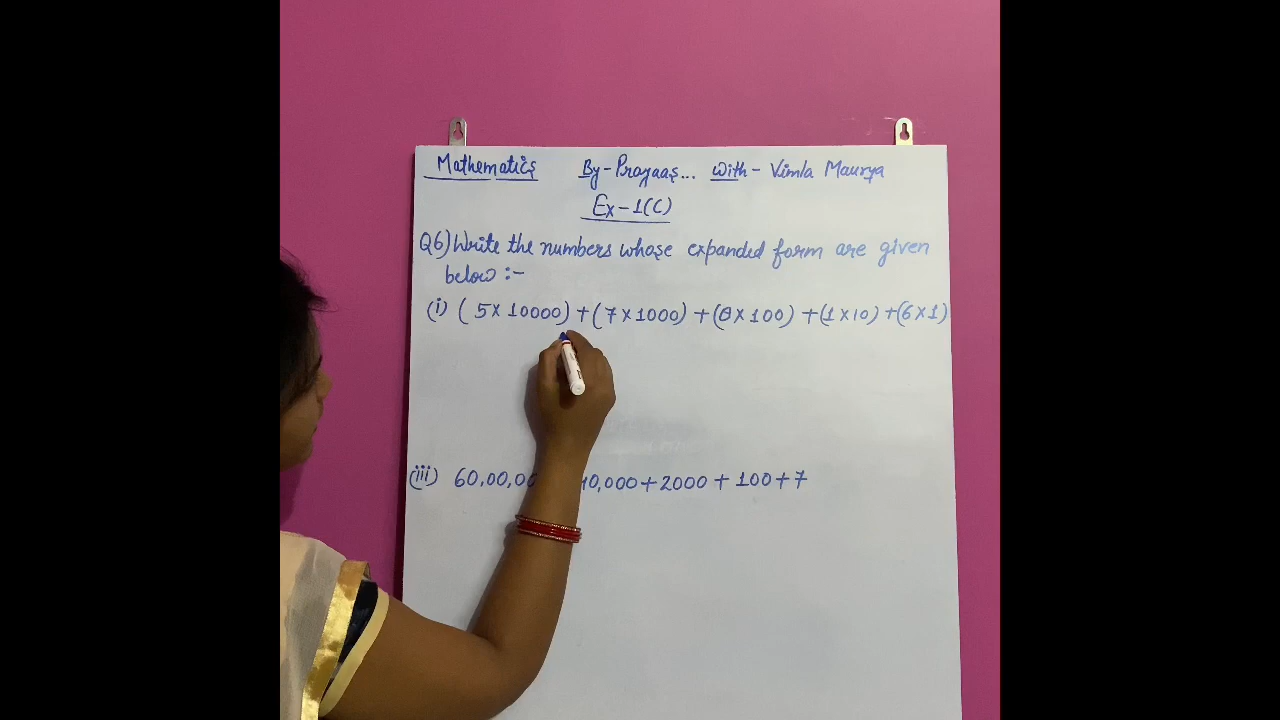 Mathematics By-Prayaas... With - Vimla Maurya
Ex-1(C)
Q6) Write the numbers whose expanded form are given
below :-
(i) (5×10000)+(7×1000)+(8×100)+(1×10)+(6×1)
(iii) 60,00,00 10,000+2000+100+7